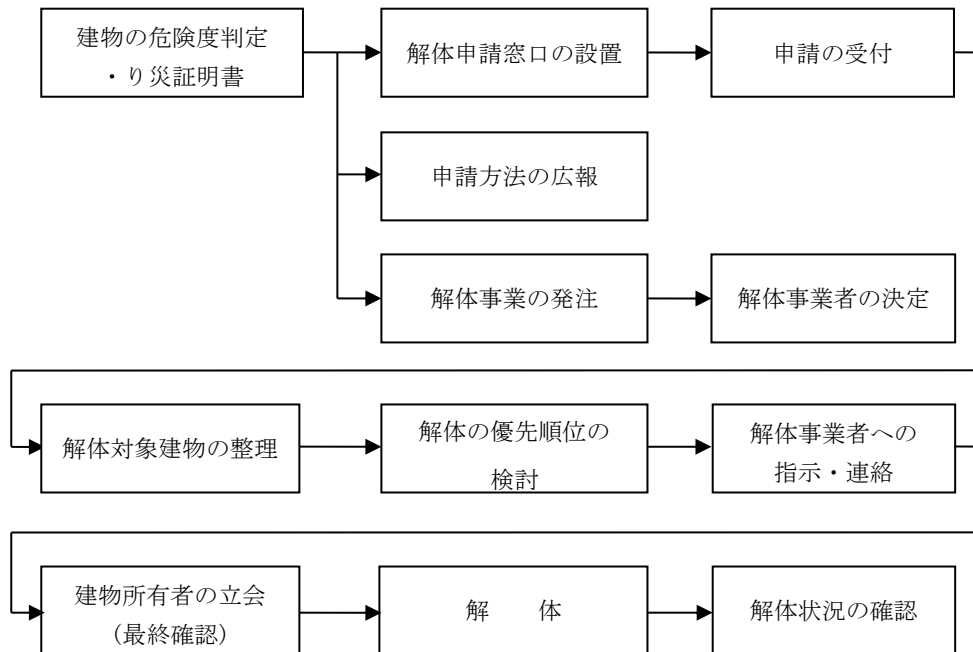 建物の危険度判定
・り災証明書
解体申請窓口の設置
申請の受付
申請方法の広報
解体事業の発注
解体事業者の決定
解体対象建物の整理
解体の優先順位の
検討
解体事業者への
指示・連絡
建物所有者の立会
（最終確認）
解　　体
解体状況の確認